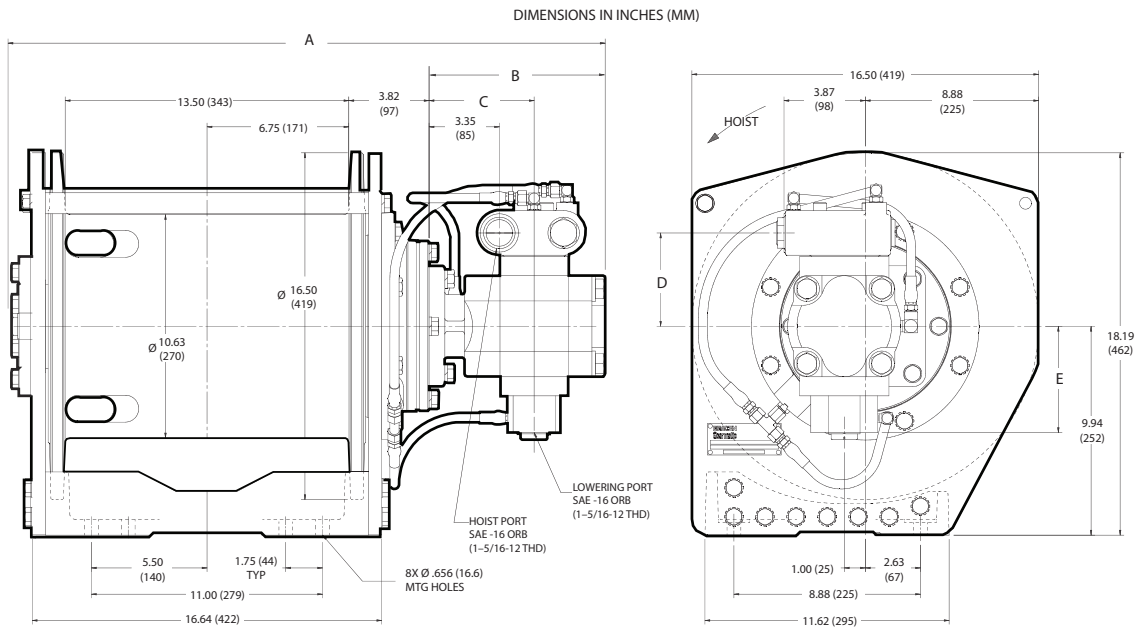 DIMENSIONS IN INCHES (MM)
A
B
13.50 (343)
3.82
(97)
C
6.75 (171)
3.35
(85)
16.50 (419)
3.87
(98)
8.88
(225)
HOIST
Ø 16.50
(419)
Ø 10.63
(270)
D
18.19
(462)
E
9.94
(252)
LOWERING PORT
SAE -16 ORB
(1–5/16-12 THD)
HOIST PORT
SAE -16 ORB
(1–5/16-12 THD)
5.50
(140)
1.75 (44)
TYP
8X Ø .656 (16.6)
MTG HOLES
11.00 (279)
16.64 (422)
1.00 (25)
2.63
(67)
8.88 (225)
11.62 (295)